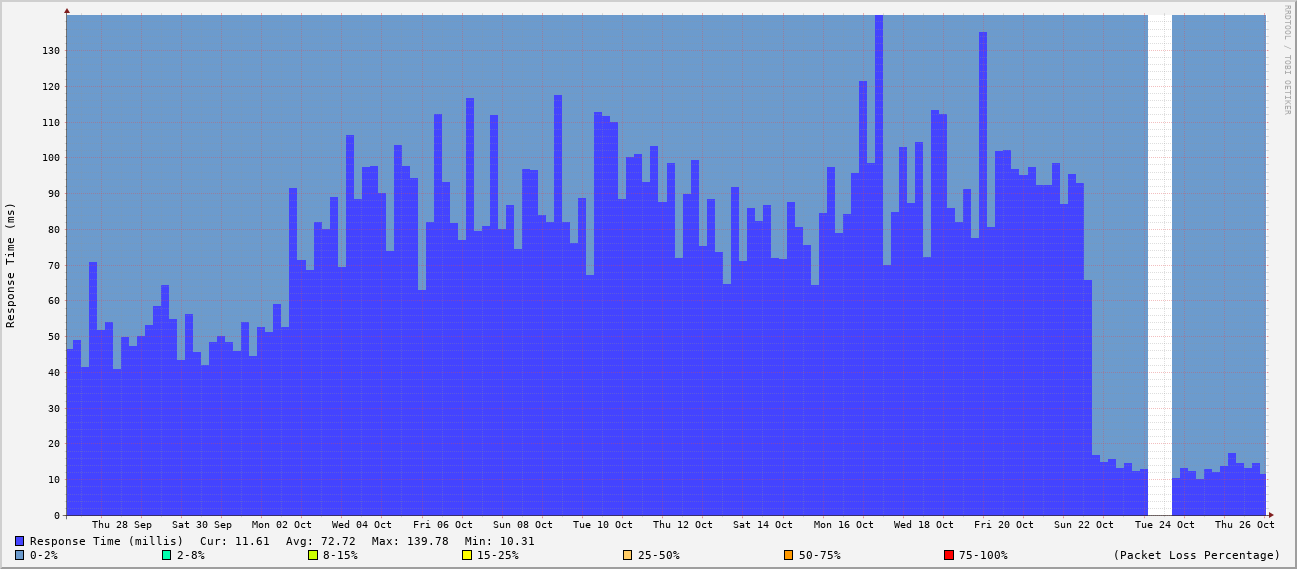 RRDTOOL / TOBI OETIKER
Response Time (ms)
130
120
110
100
90
80
70
60
50
40
30
20
10
0
Thu 28 Sep Sat 30 Sep Mon 02 Oct Wed 04 Oct Fri 06 Oct Sun 08 Oct Tue 10 Oct Thu 12 Oct Sat 14 Oct Mon 16 Oct Wed 18 Oct Fri 20 Oct Sun 22 Oct Tue 24 Oct Thu 26 Oct
Response Time (millis) Cur: 11.61 Avg: 72.72 Max: 139.78 Min: 10.31
0-2% 2-8% 8-15% 15-25% 25-50% 50-75% 75-100% (Packet Loss Percentage)